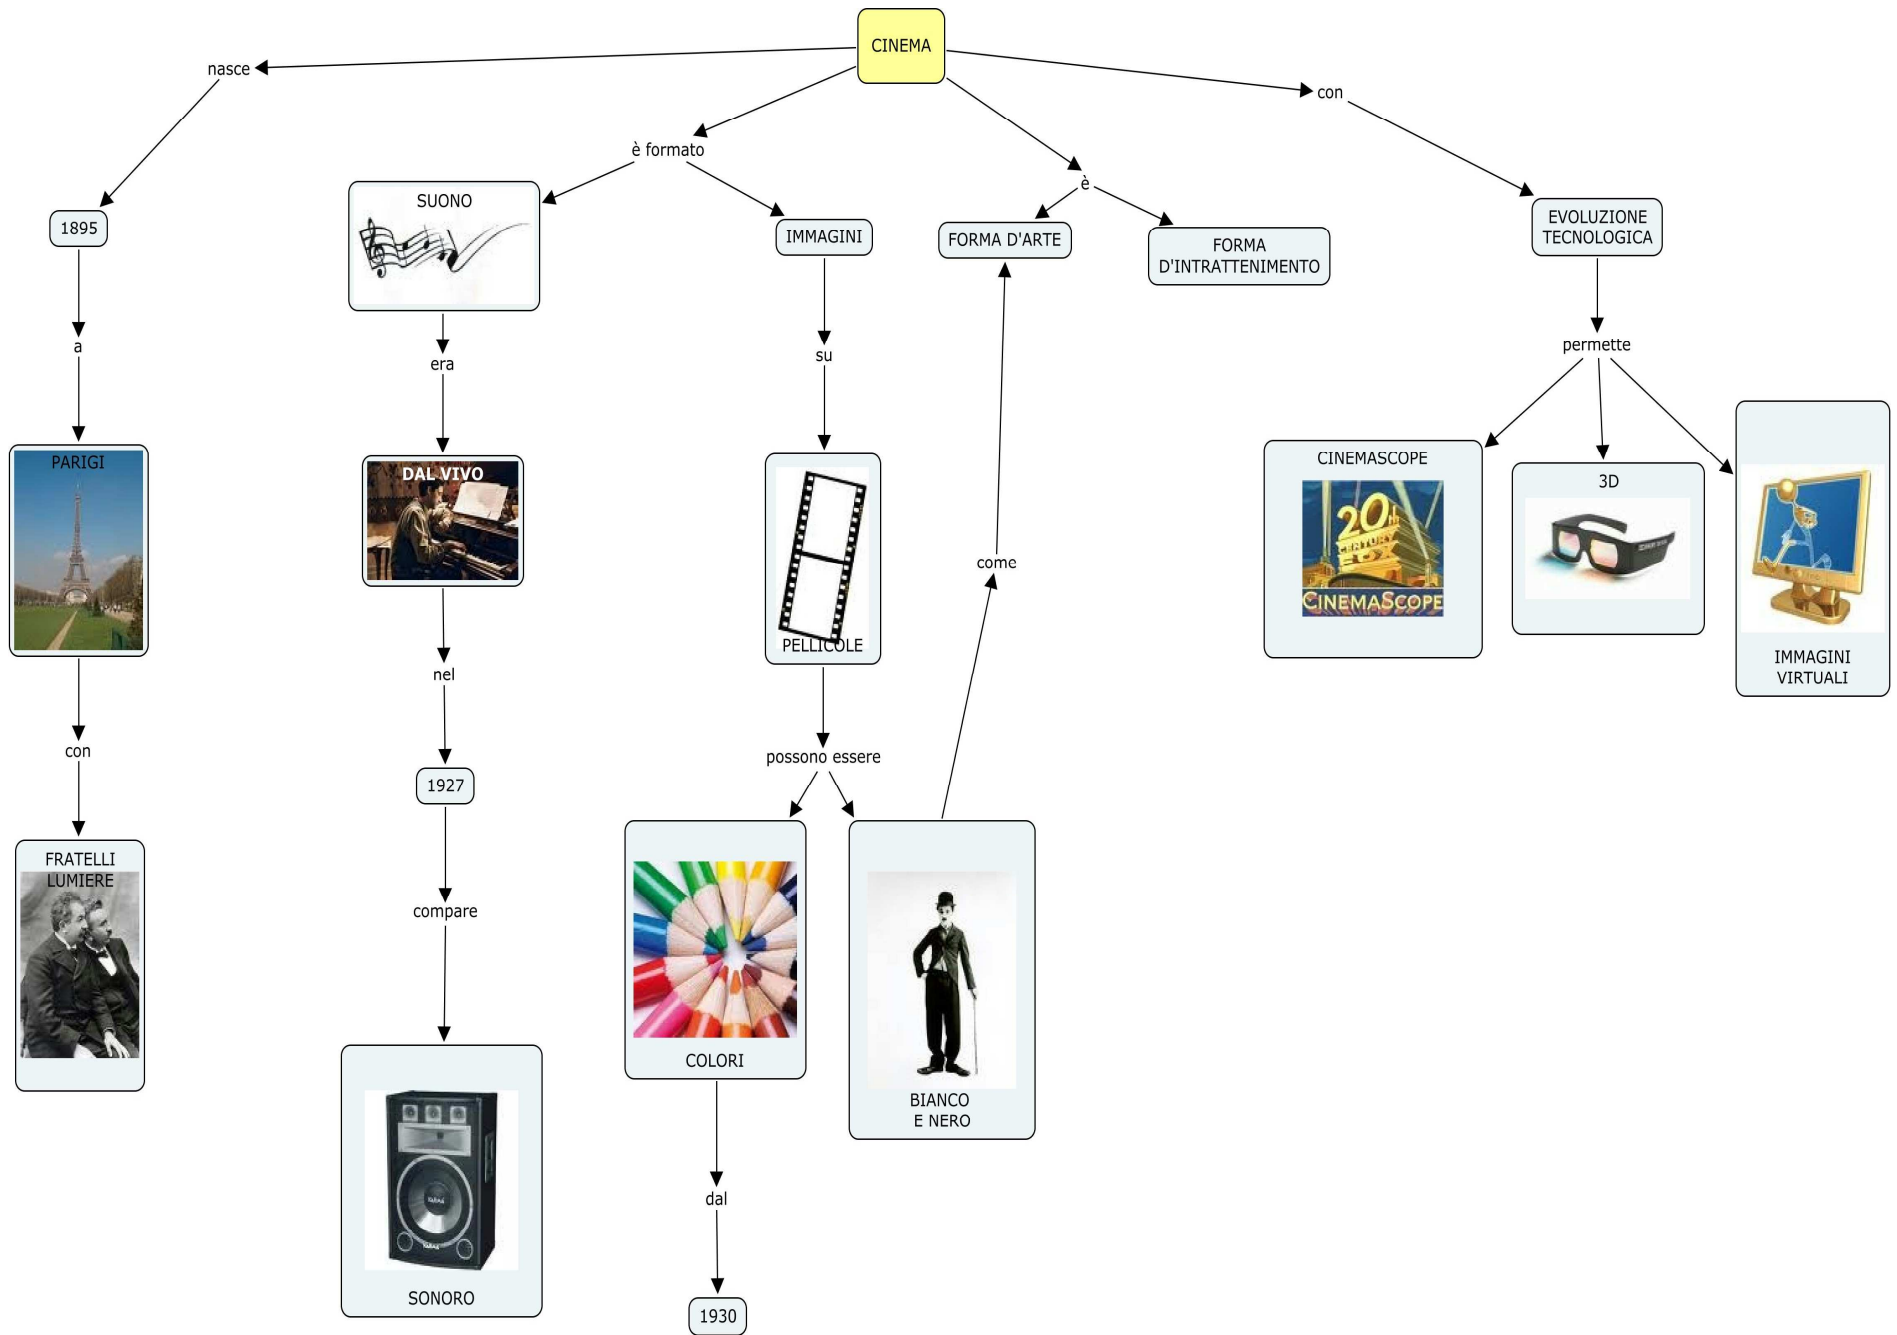 CINEMA
nasce
con
è formato
è
SUONO
1895
IMMAGINI
FORMA D'ARTE
FORMA
D'INTRATTENIMENTO
EVOLUZIONE
TECNOLOGICA
a
era
su
permette
PARIGI
DAL VIVO
CINEMASCOPE
20th
CENTURY
FOX
CINEMASCOPE
3D
come
PELLICOLE
IMMAGINI
VIRTUALI
nel
con
possono essere
1927
FRATELLI
LUMIERE
compare
COLORI
BIANCO
E NERO
dal
SONORO
1930